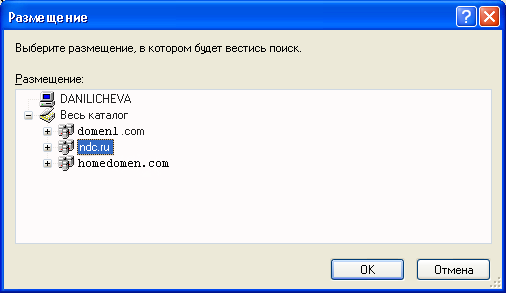 Размещение
Выберите размещение, в котором будет вестись поиск.
Размещение:
DANILICHEVA
Весь каталог
domen1.com
ndc.ru
homedomen.com
OK
Отмена